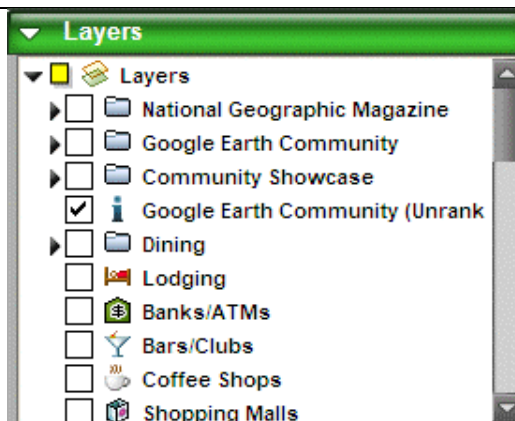 Layers
Layers
National Geographic Magazine
Google Earth Community
Community Showcase
Google Earth Community (Unrank
Dining
Lodging
Banks/ATMs
Bars/Clubs
Coffee Shops
Shopping Malls